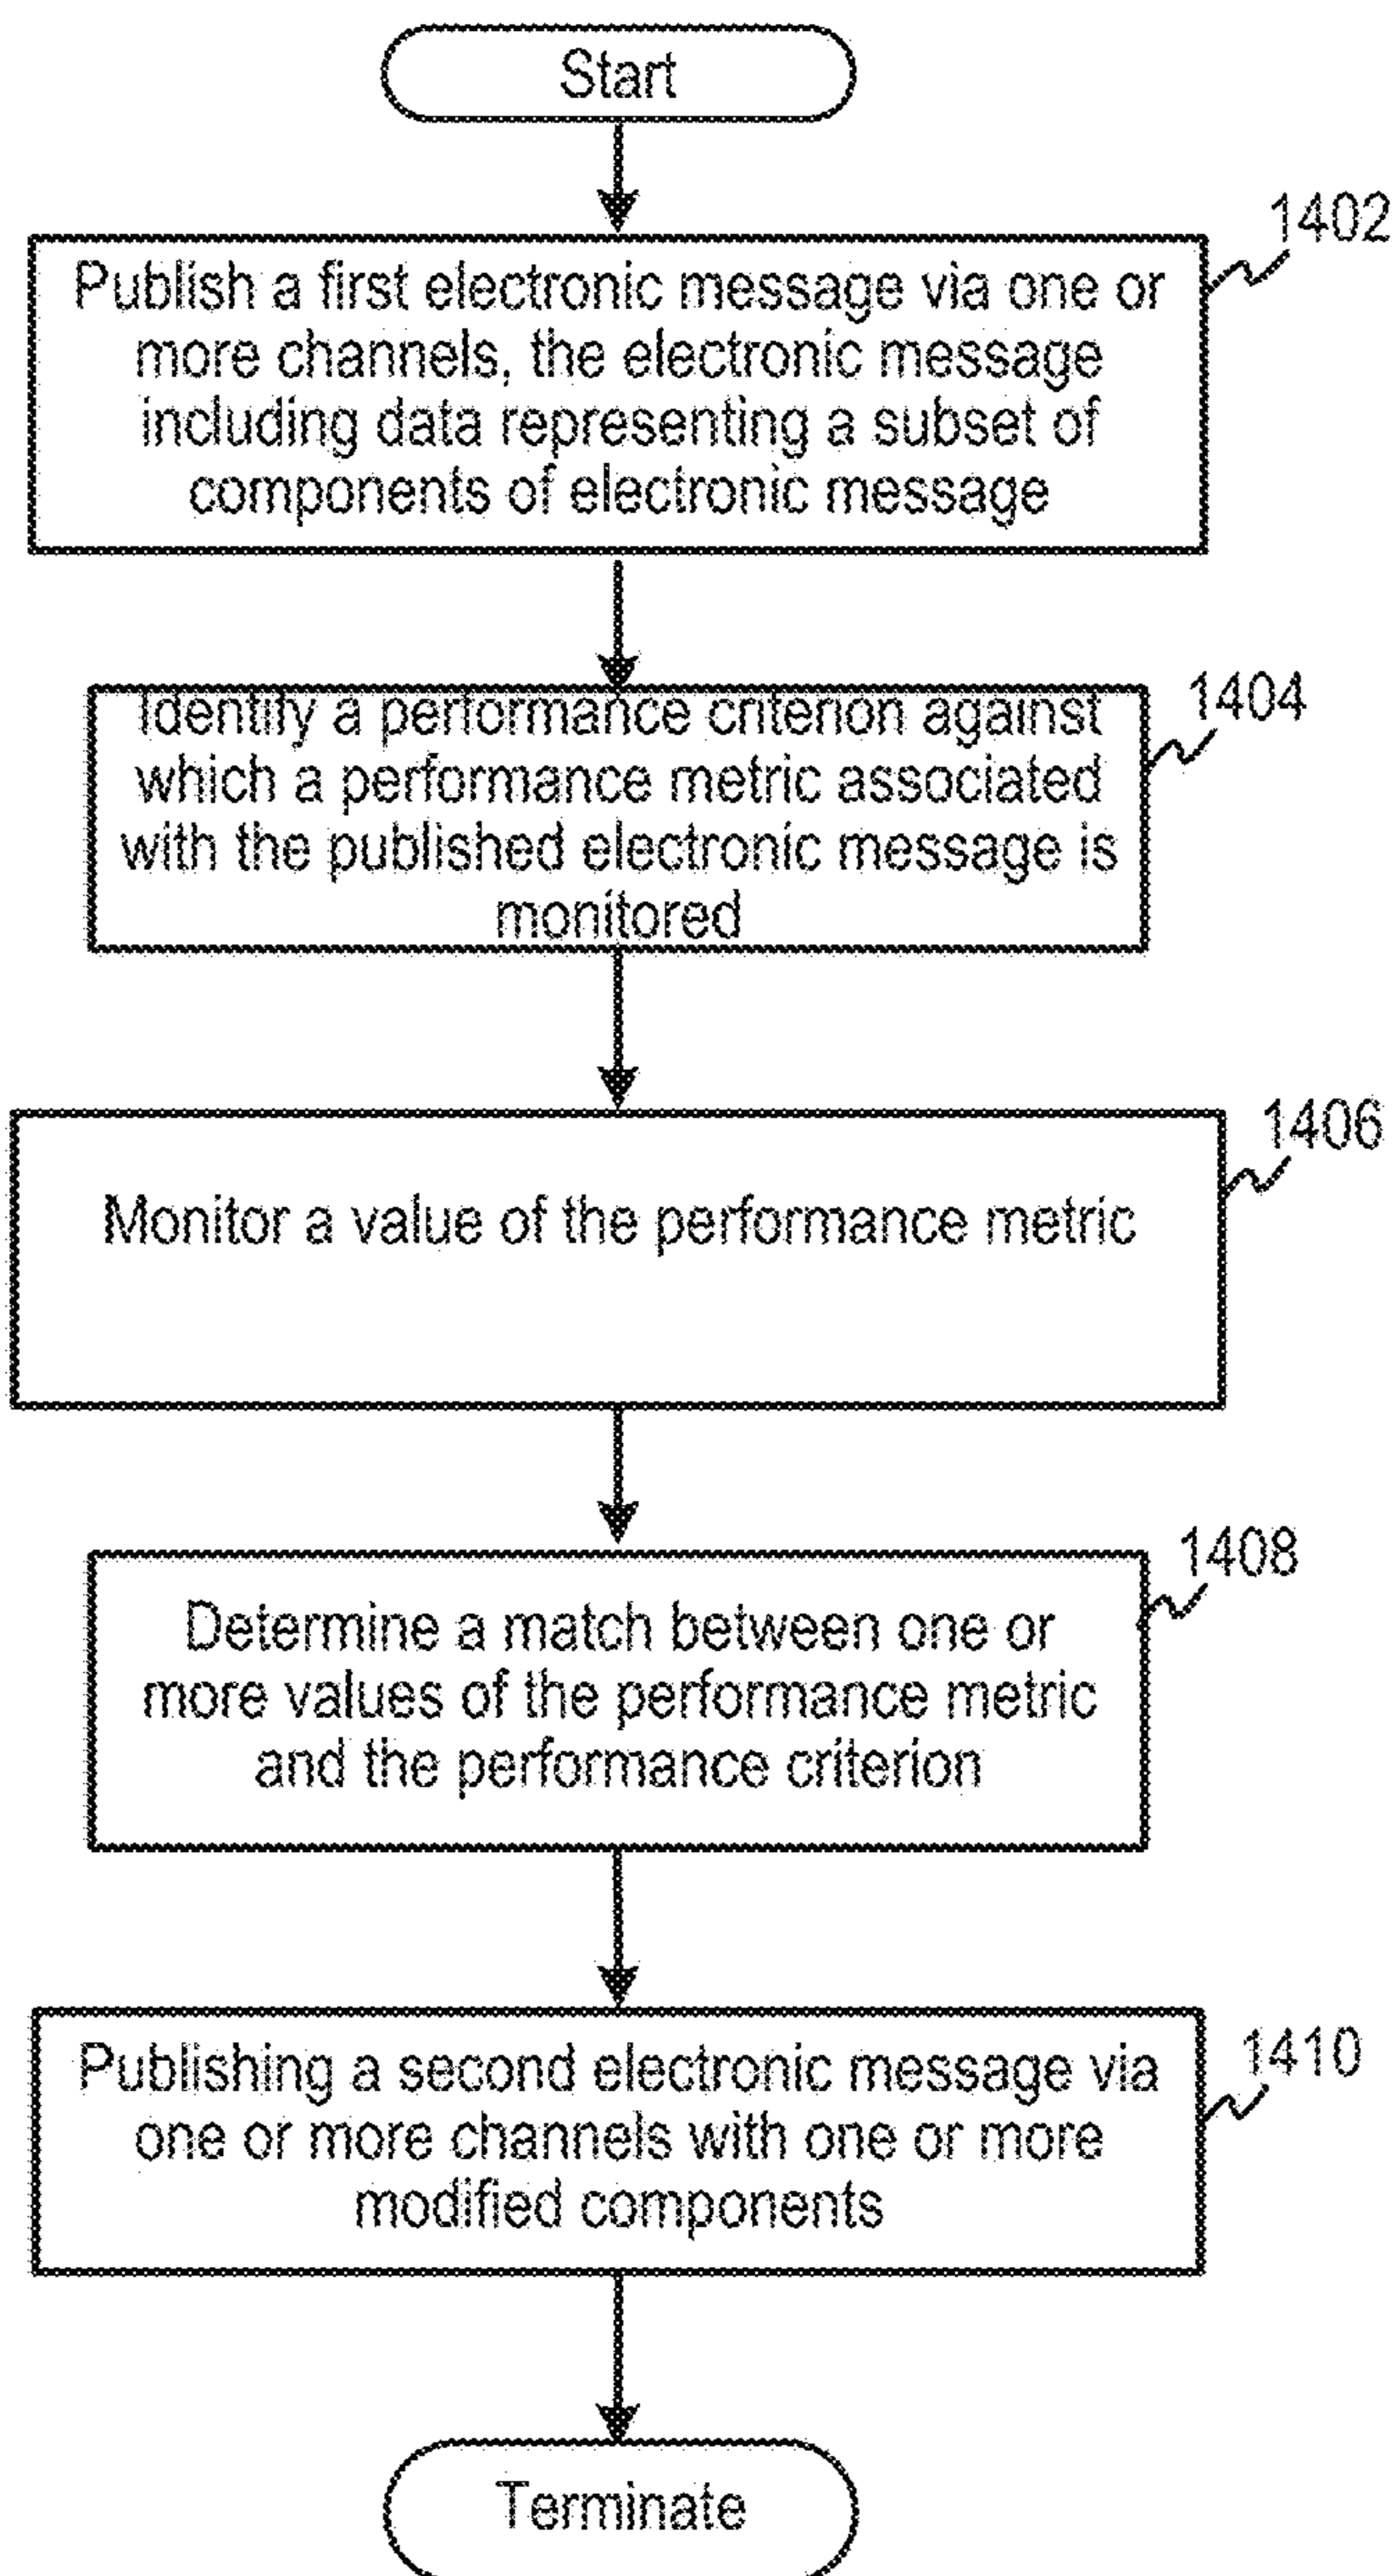 Start
1402
Publish a first electronic message via one or
more channels, the electronic message
including data representing a subset of
components of electronic message
1404
Identify a performance criterion against
which a performance metric associated
with the published electronic message is
monitored
1406
Monitor a value of the performance metric
1408
Determine a match between one or
more values of the performance metric
and the performance criterion
1410
Publishing a second electronic message via
one or more channels with one or more
modified components
Terminate